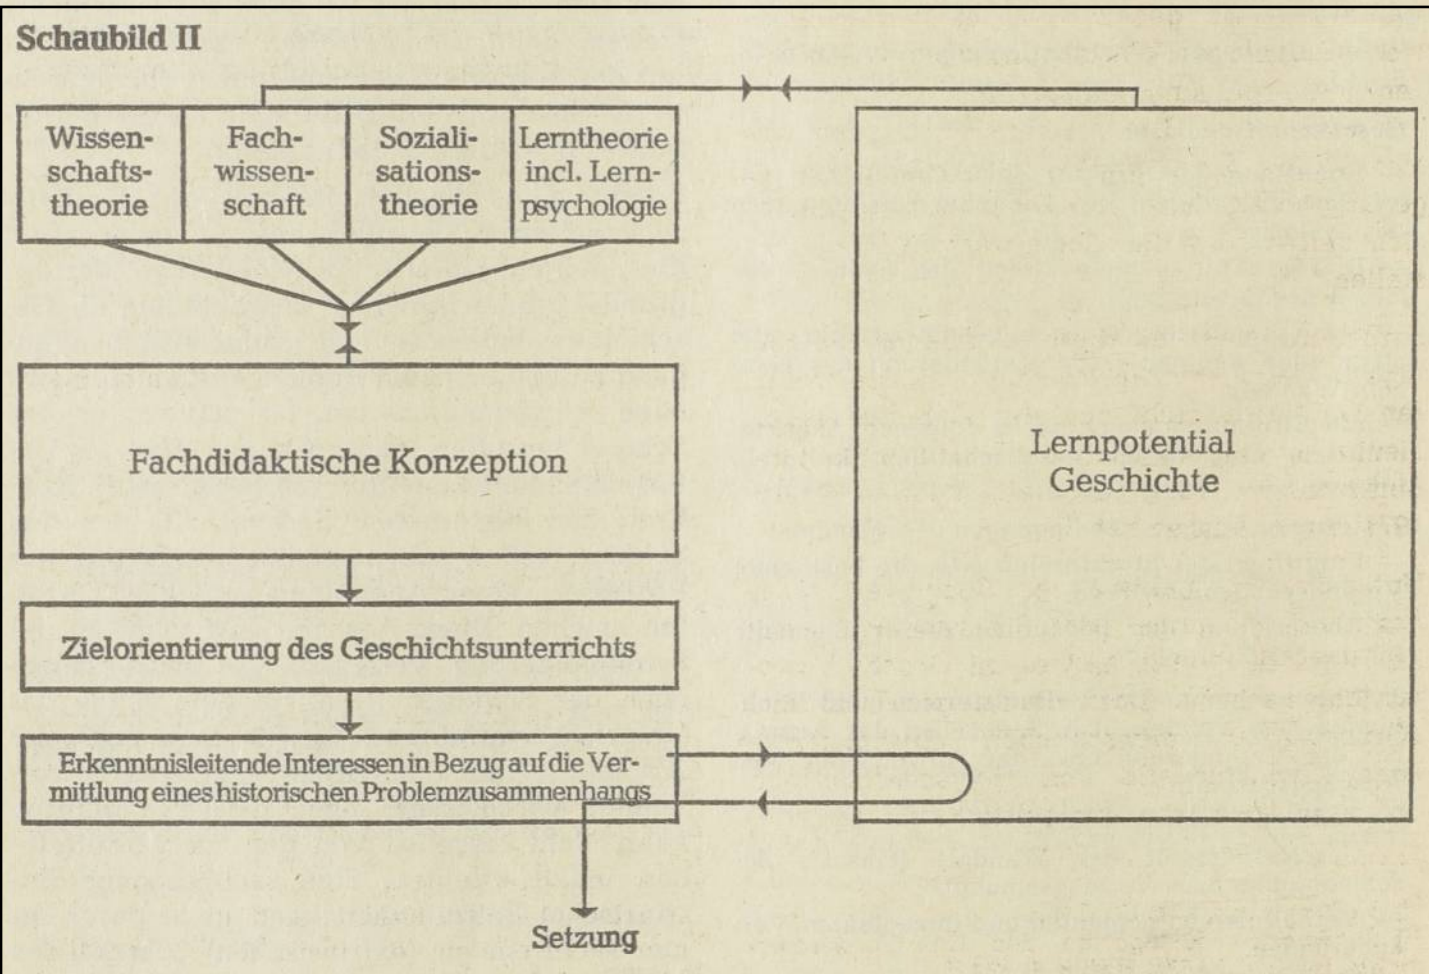 Schaubild II
Wissen-
schafts-
theorie
Fach-
wissen-
schaft
Soziali-
sations-
theorie
Lerntheorie
incl. Lern-
psychologie
Fachdidaktische Konzeption
Zielorientierung des Geschichtsunterrichts
Erkenntnisleitende Interessen in Bezug auf die Ver-
mittlung eines historischen Problemzusammenhangs
Setzung
Lernpotential
Geschichte